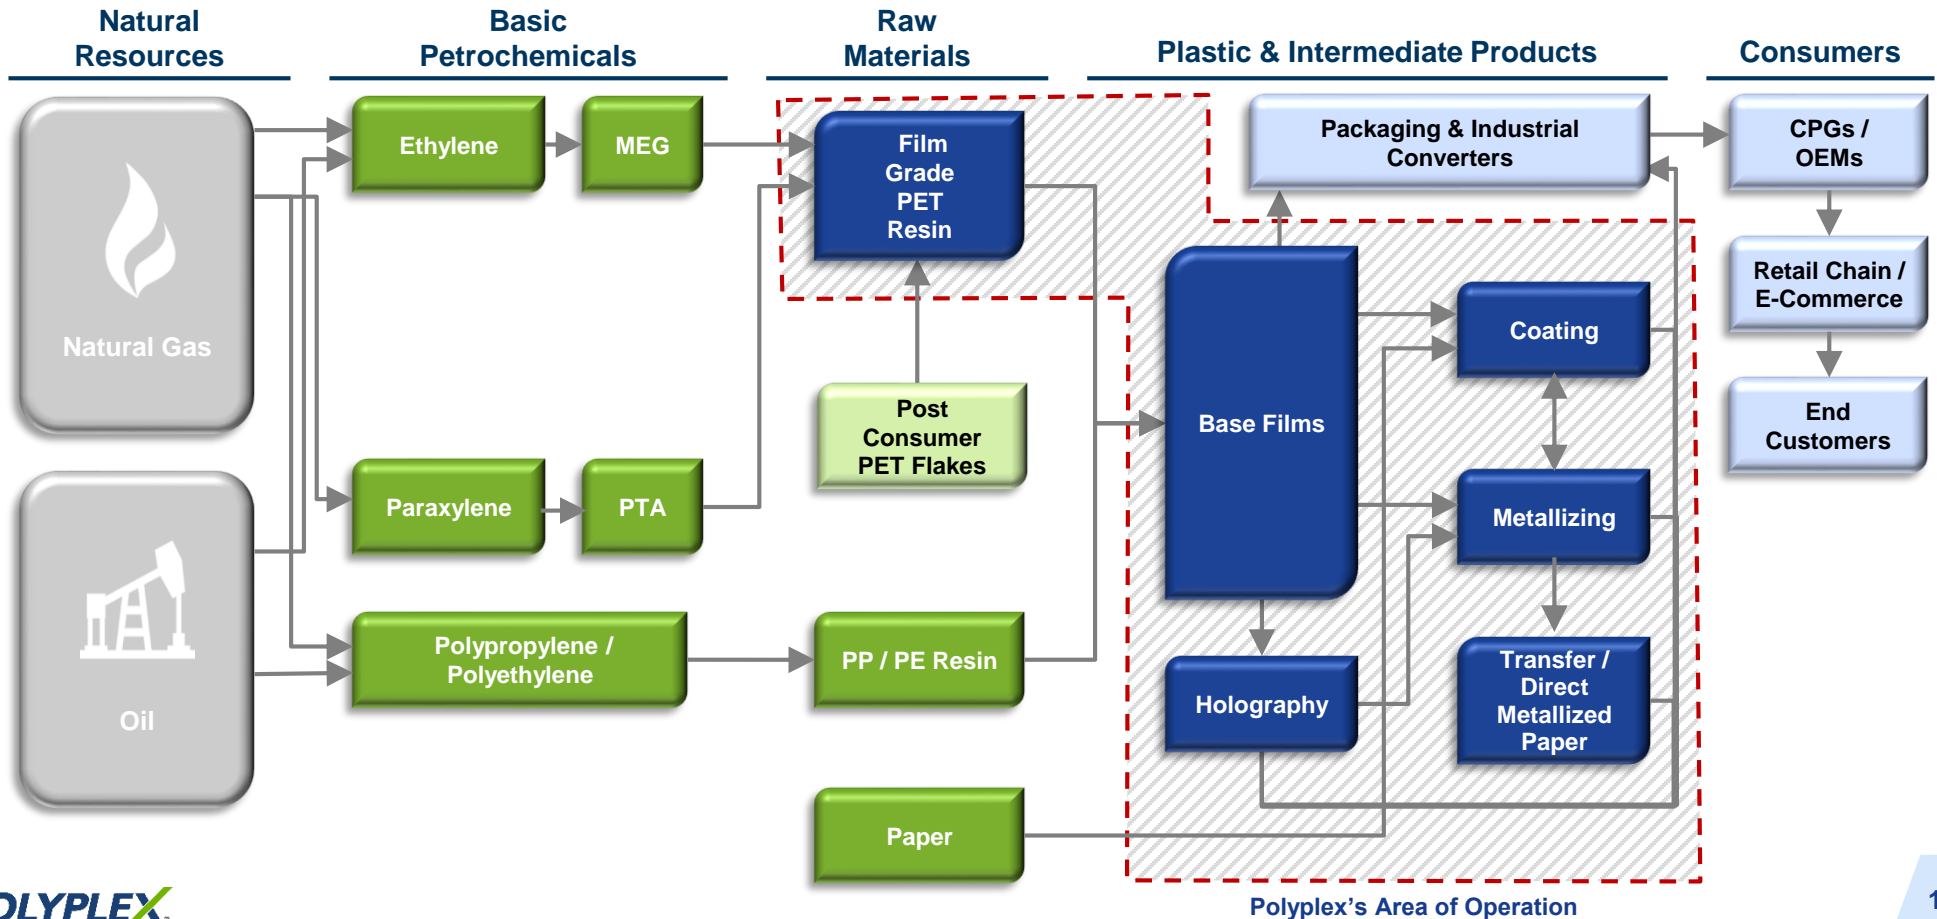 Natural
Resources
Basic
Petrochemicals
Raw
Materials
Plastic & Intermediate Products
Consumers
Natural Gas
Oil
Ethylene
MEG
Paraxylene
PTA
Polypropylene /
Polyethylene
Film
Grade
PET
Resin
Post
Consumer
PET Flakes
PP / PE Resin
Paper
Packaging & Industrial
Converters
Base Films
Coating
Metallizing
Holography
Transfer /
Direct
Metallized
Paper
CPGs /
OEMs
Retail Chain /
E-Commerce
End
Customers
Polyplex's Area of Operation
OLYPLEX
1